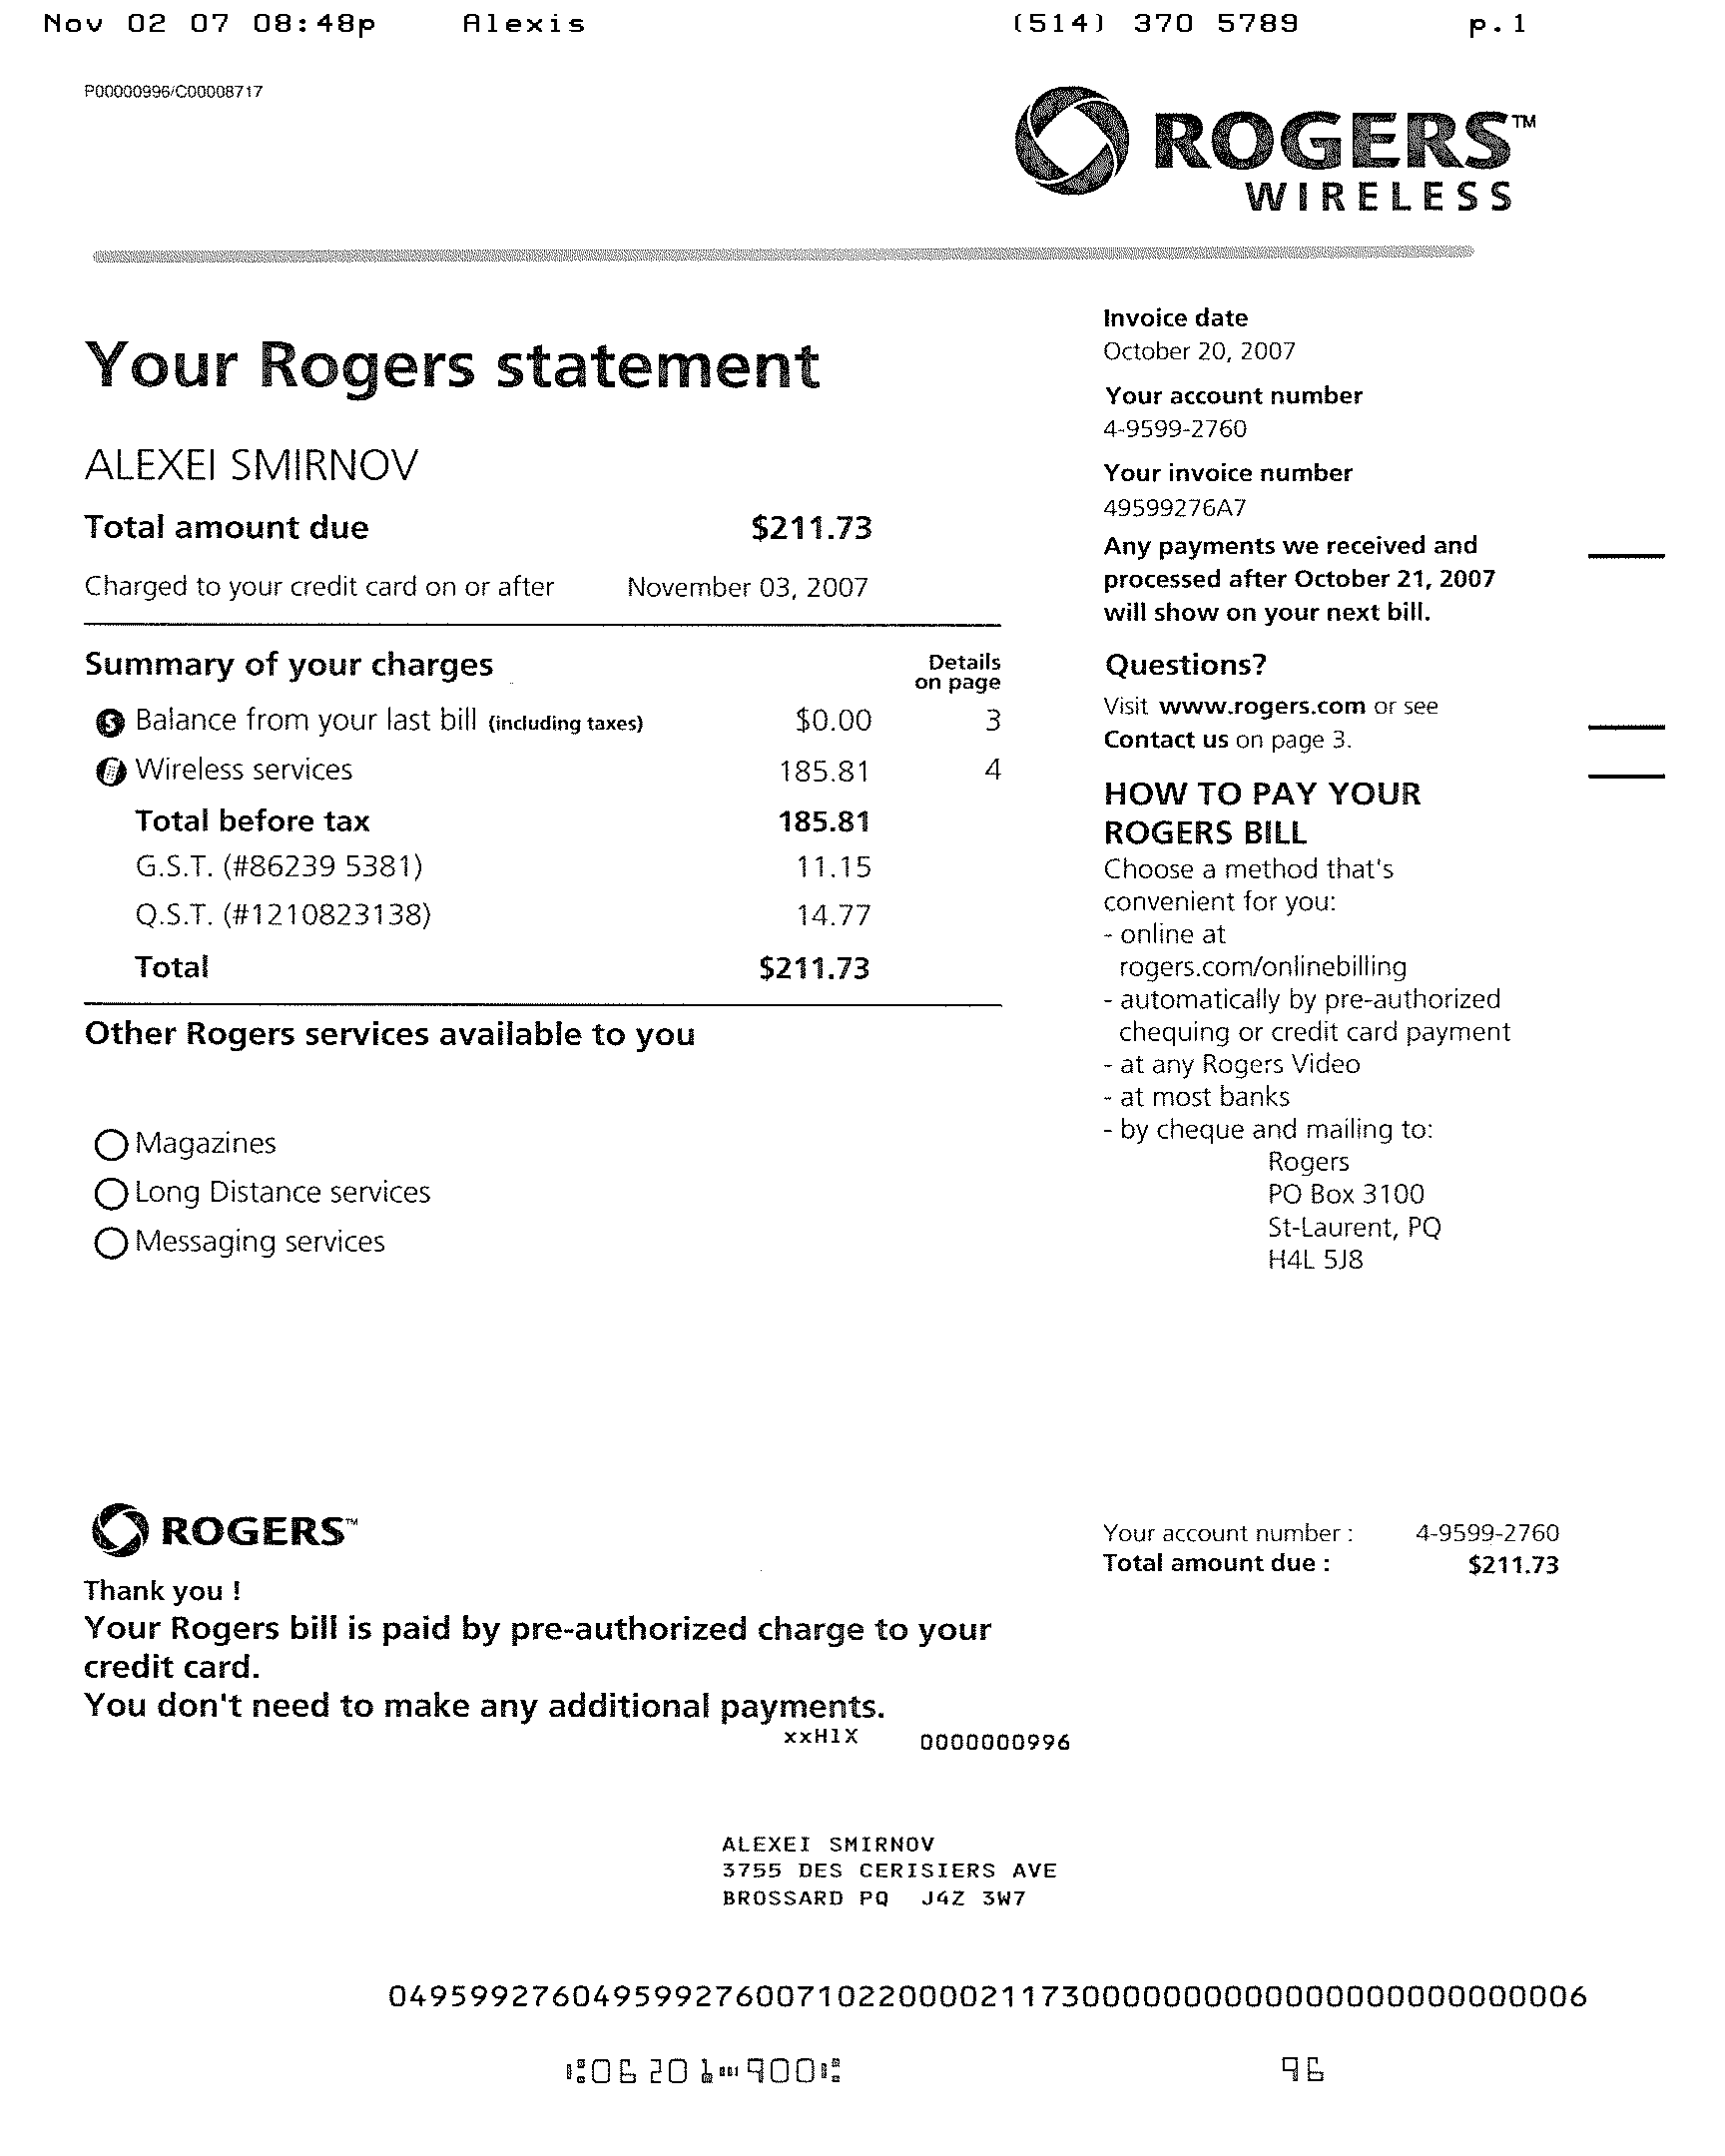 Nov 02 07 08:48p Alexis (514) 370 5789 p.1
P00000996/C00008717
ROGERS™
WIRELESS
Your Rogers statement
ALEXEI SMIRNOV
Total amount due $211.73
Charged to your credit card on or after November 03, 2007
Summary of your charges Details on page
Balance from your last bill (including taxes) $0.00 3
Wireless services 185.81 4
Total before tax 185.81
G.S.T. (#86239 5381) 11.15
Q.S.T. (#1210823138) 14.77
Total $211.73
Other Rogers services available to you
Magazines
Long Distance services
Messaging services
Invoice date
October 20, 2007
Your account number
4-9599-2760
Your invoice number
49599276A7
Any payments we received and
processed after October 21, 2007
will show on your next bill.
Questions?
Visit www.rogers.com or see
Contact us on page 3.
HOW TO PAY YOUR
ROGERS BILL
Choose a method that's
convenient for you:
- online at
rogers.com/onlinebilling
- automatically by pre-authorized
chequing or credit card payment
- at any Rogers Video
- at most banks
- by cheque and mailing to:
Rogers
PO Box 3100
St-Laurent, PQ
H4L 5J8
ROGERS™
Your account number : 4-9599-2760
Total amount due : $211.73
Thank you !
Your Rogers bill is paid by pre-authorized charge to your
credit card.
You don't need to make any additional payments.
xxH1X 0000000996
ALEXEI SMIRNOV
3755 DES CERISIERS AVE
BROSSARD PQ J4Z 3W7
04959927604959927600710220000211730000000000000000000000006
⑆06201⑉900⑆ 96